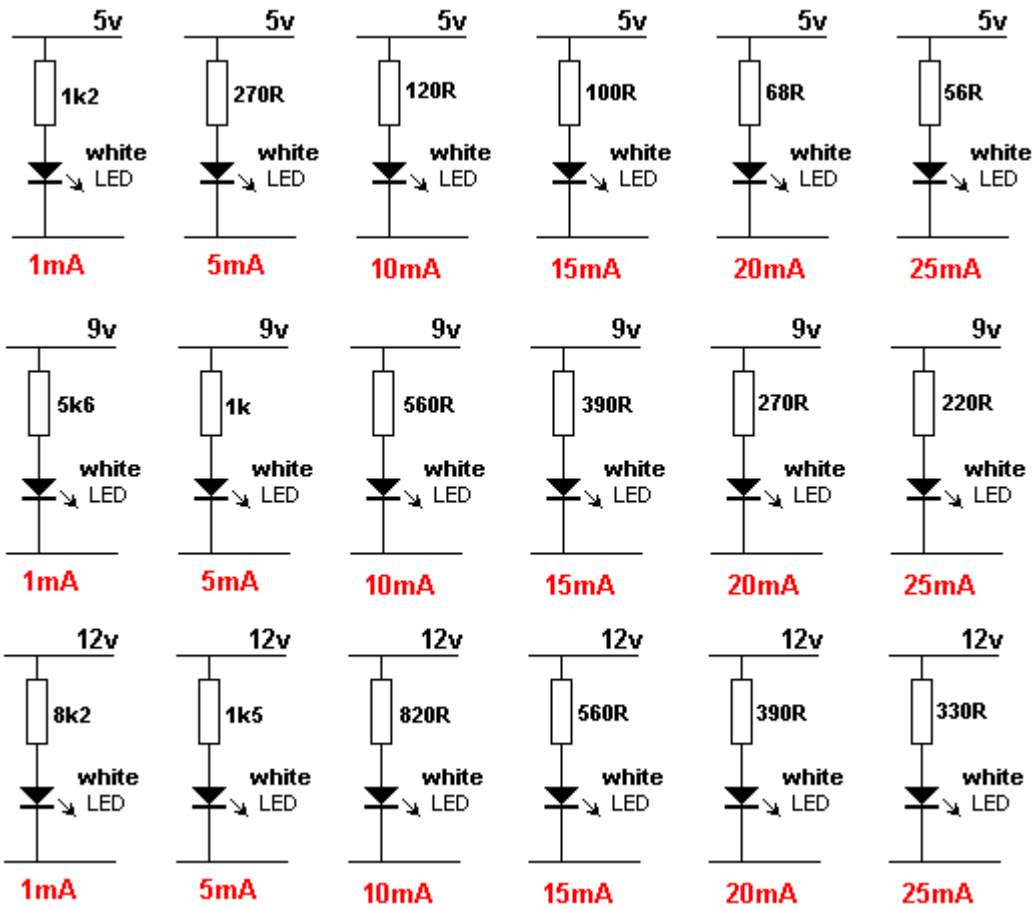 5v 5v 5v 5v 5v 5v
1k2 270R 120R 100R 68R 56R
white white white white white white
LED LED LED LED LED LED
1mA 5mA 10mA 15mA 20mA 25mA
9v 9v 9v 9v 9v 9v
5k6 1k 560R 390R 270R 220R
white white white white white white
LED LED LED LED LED LED
1mA 5mA 10mA 15mA 20mA 25mA
12v 12v 12v 12v 12v 12v
8k2 1k5 820R 560R 390R 330R
white white white white white white
LED LED LED LED LED LED
1mA 5mA 10mA 15mA 20mA 25mA